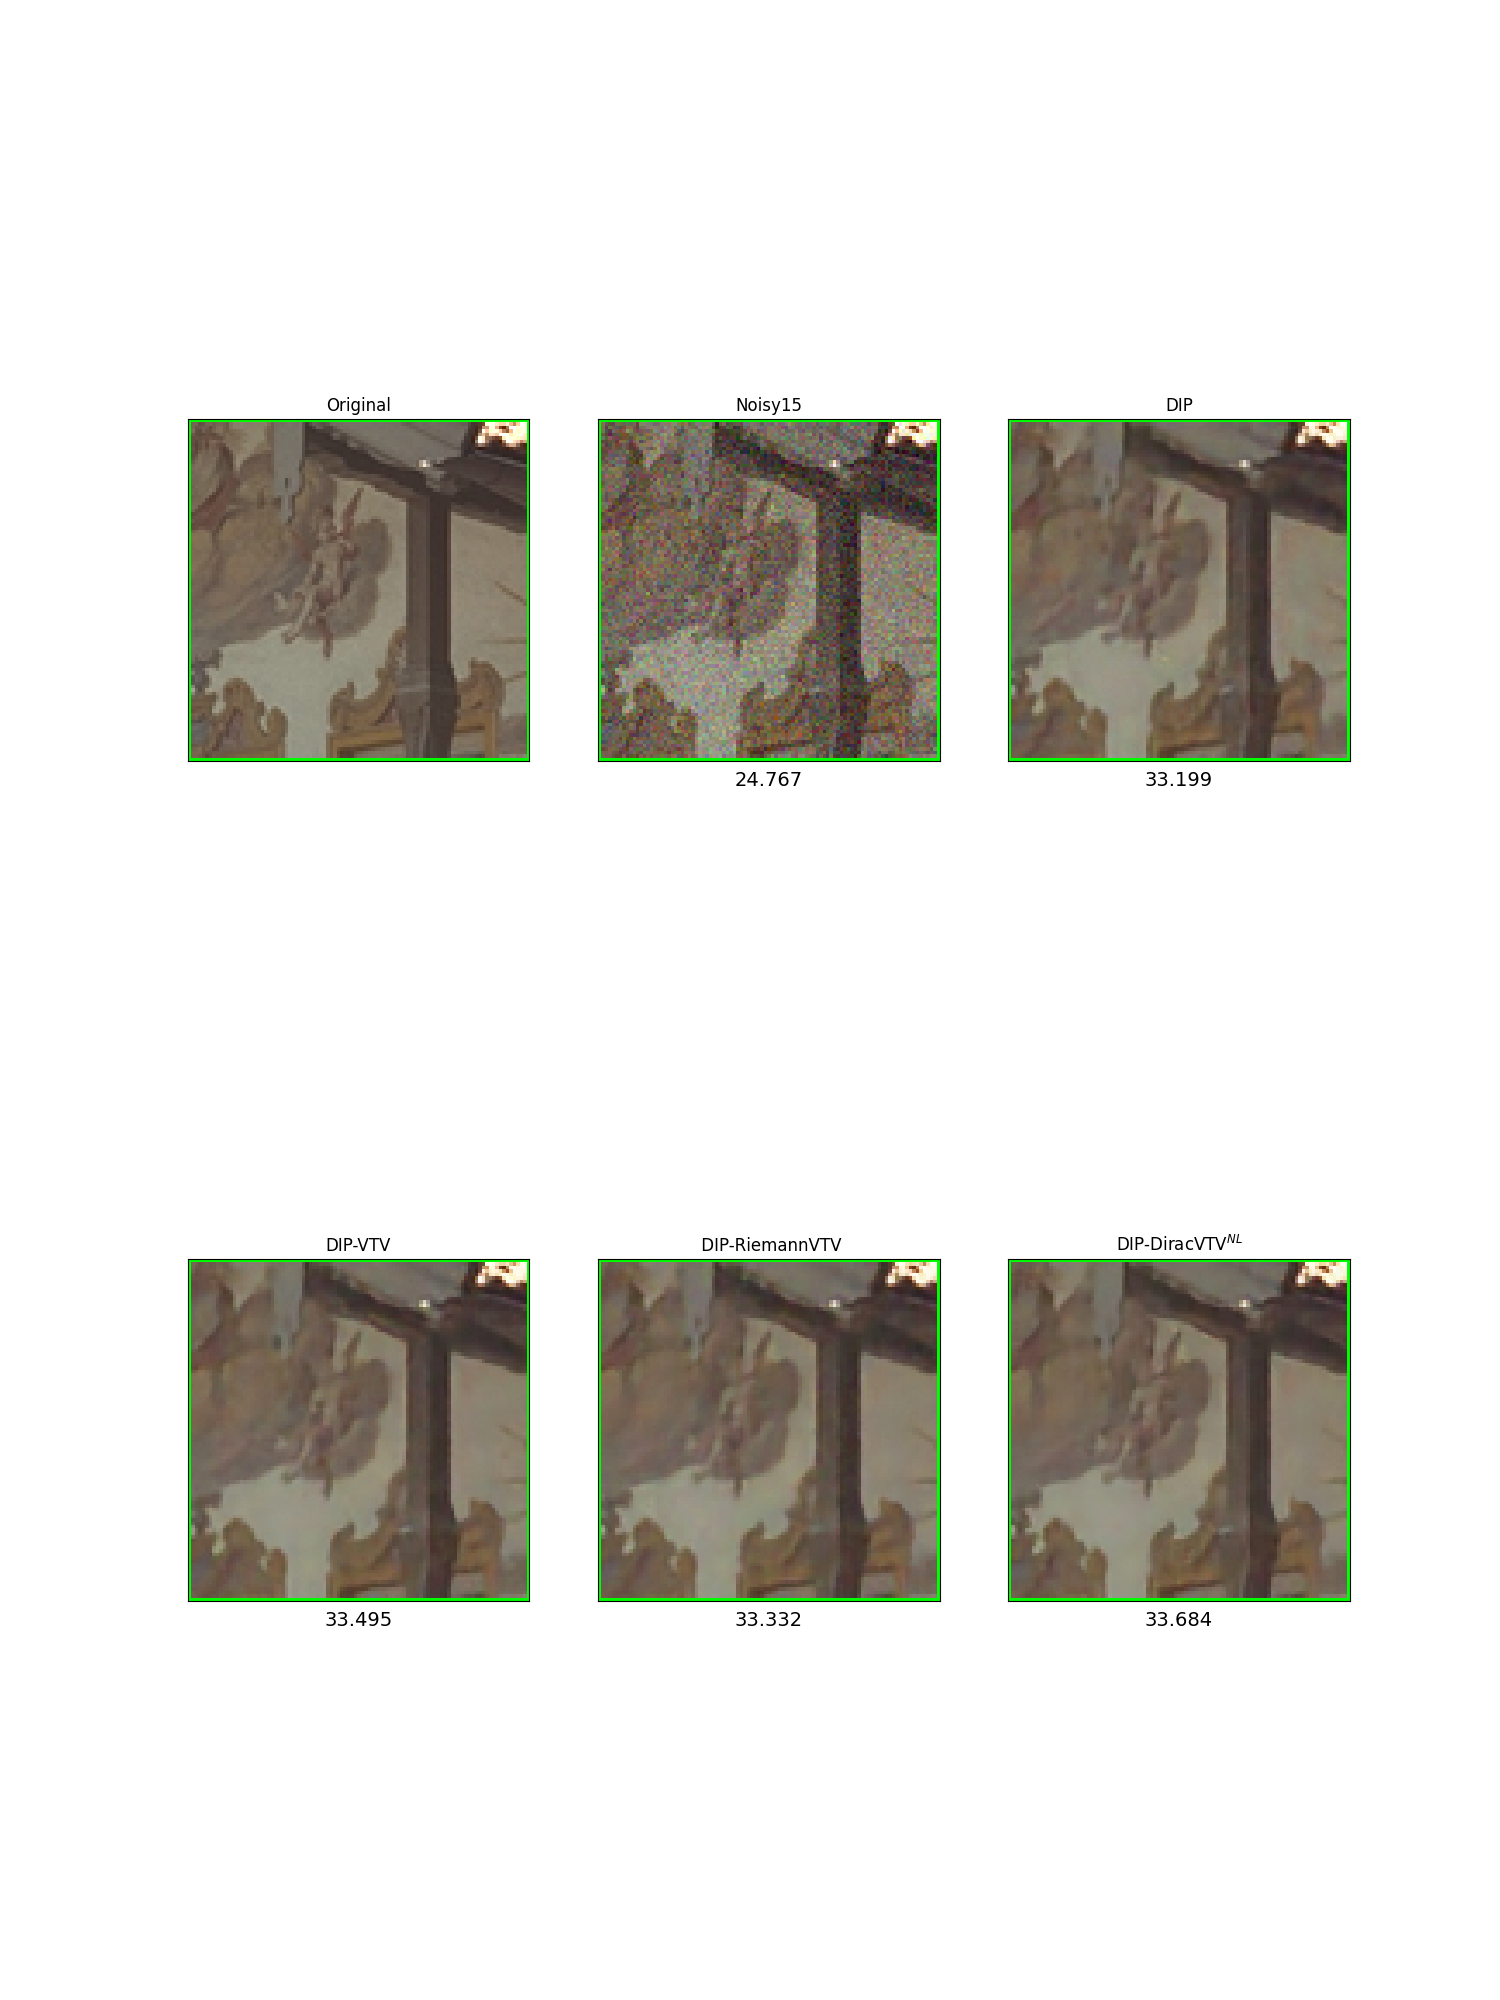 Original
Noisy15
DIP
24.767
33.199
DIP-VTV
DIP-RiemannVTV
DIP-DiracVTV^NL
33.495
33.332
33.684